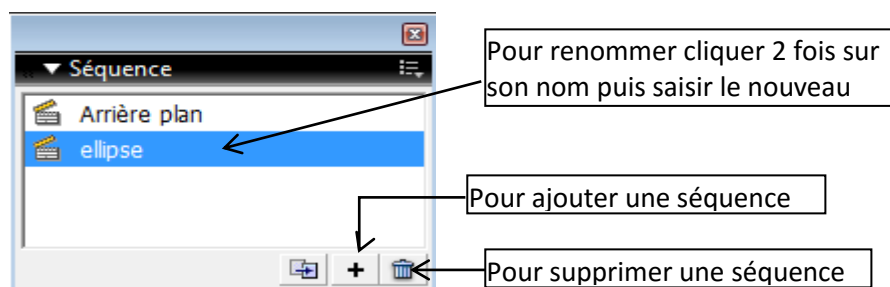 Pour renommer cliquer 2 fois sur
son nom puis saisir le nouveau
Séquence
Arrière plan
ellipse
Pour ajouter une séquence
Pour supprimer une séquence